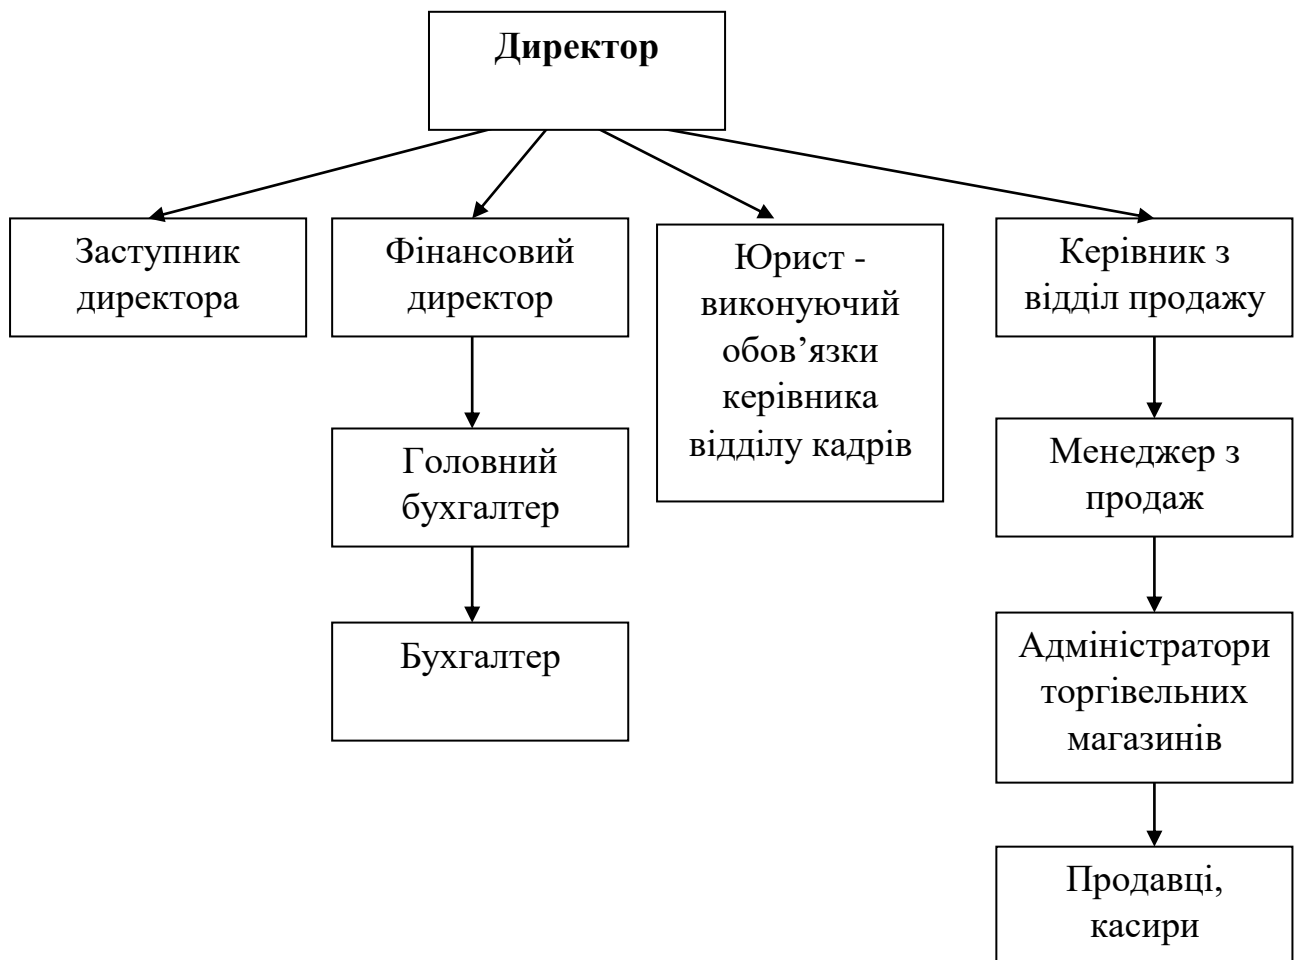 Директор
Заступник
директора
Фінансовий
директор
Юрист -
виконуючий
обов’язки
керівника
відділу кадрів
Керівник з
відділ продажу
Головний
бухгалтер
Менеджер з
продаж
Бухгалтер
Адміністратори
торгівельних
магазинів
Продавці,
касири